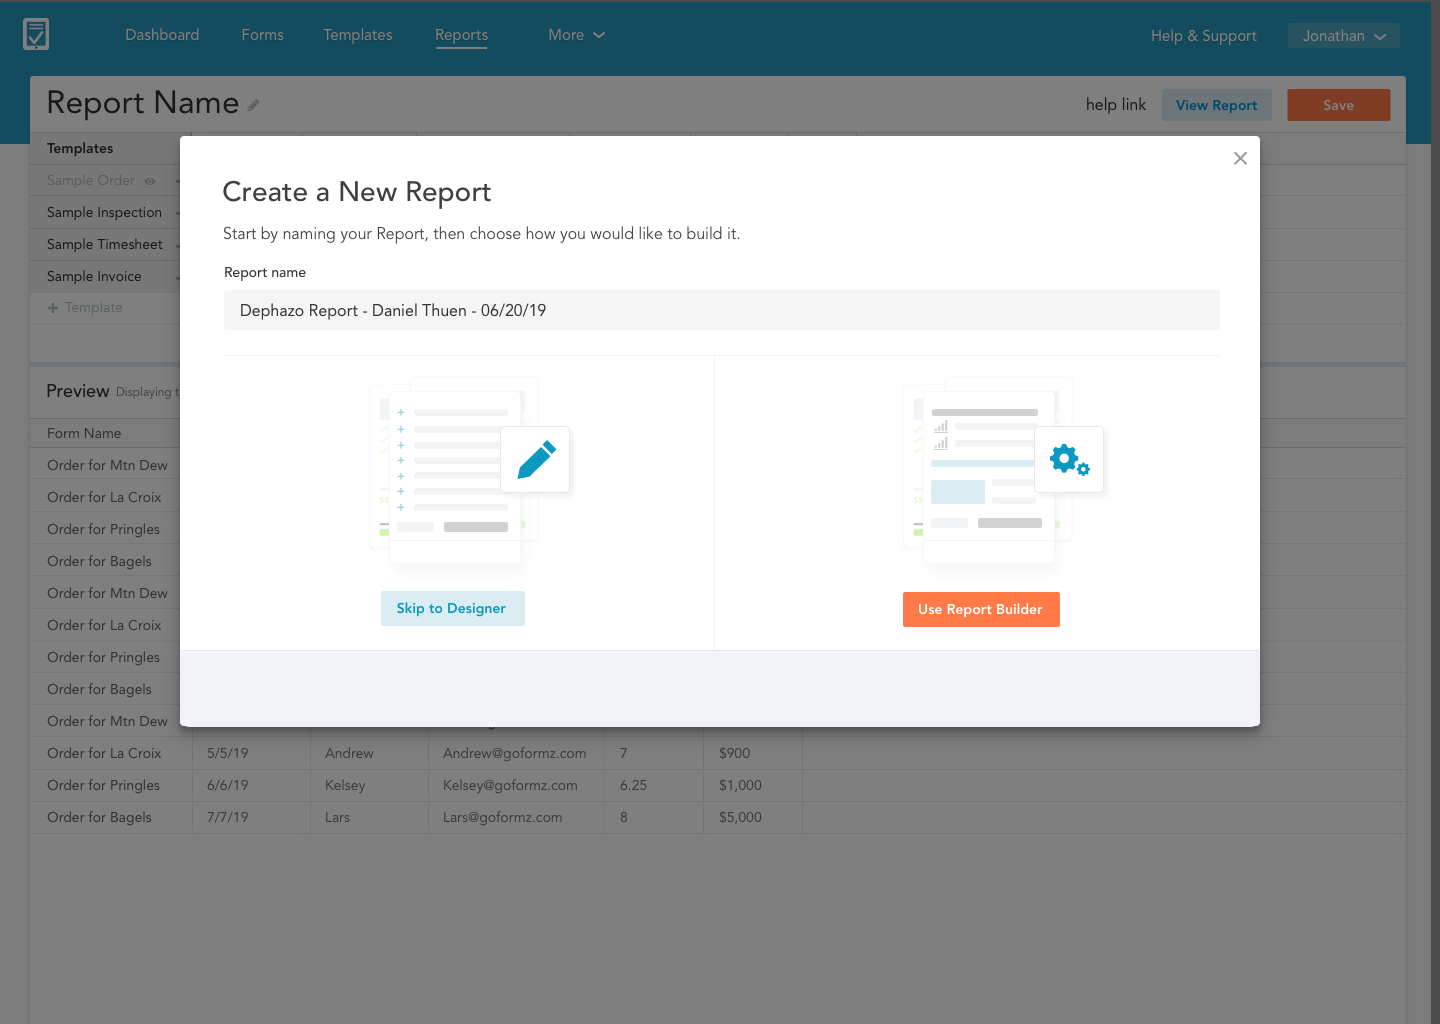 Dashboard Forms Templates Reports More Help & Support Jonathan
Report Name help link View Report Save
Templates
Sample Order
Sample Inspection
Sample Timesheet
Sample Invoice
+ Template
Create a New Report
Start by naming your Report, then choose how you would like to build it.
Report name
Dephazo Report - Daniel Thuen - 06/20/19
Skip to Designer
Use Report Builder
Preview Displaying
Form Name
Order for Mtn Dew
Order for La Croix
Order for Pringles
Order for Bagels
Order for Mtn Dew
Order for La Croix
Order for Pringles
Order for Bagels
Order for Mtn Dew
Order for La Croix 5/5/19 Andrew Andrew@goformz.com 7 $900
Order for Pringles 6/6/19 Kelsey Kelsey@goformz.com 6.25 $1,000
Order for Bagels 7/7/19 Lars Lars@goformz.com 8 $5,000